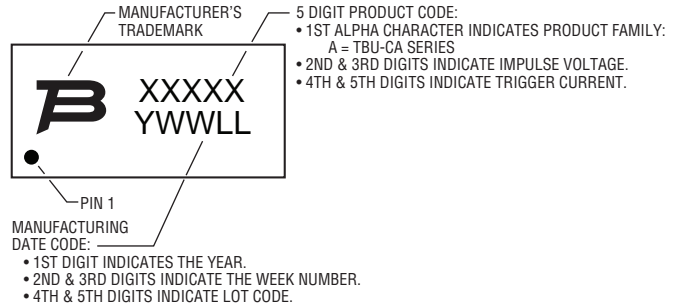 MANUFACTURER'S
TRADEMARK
5 DIGIT PRODUCT CODE:
• 1ST ALPHA CHARACTER INDICATES PRODUCT FAMILY:
A = TBU-CA SERIES
• 2ND & 3RD DIGITS INDICATE IMPULSE VOLTAGE.
• 4TH & 5TH DIGITS INDICATE TRIGGER CURRENT.
XXXXX
YWWLL
PIN 1
MANUFACTURING
DATE CODE:
• 1ST DIGIT INDICATES THE YEAR.
• 2ND & 3RD DIGITS INDICATE THE WEEK NUMBER.
• 4TH & 5TH DIGITS INDICATE LOT CODE.